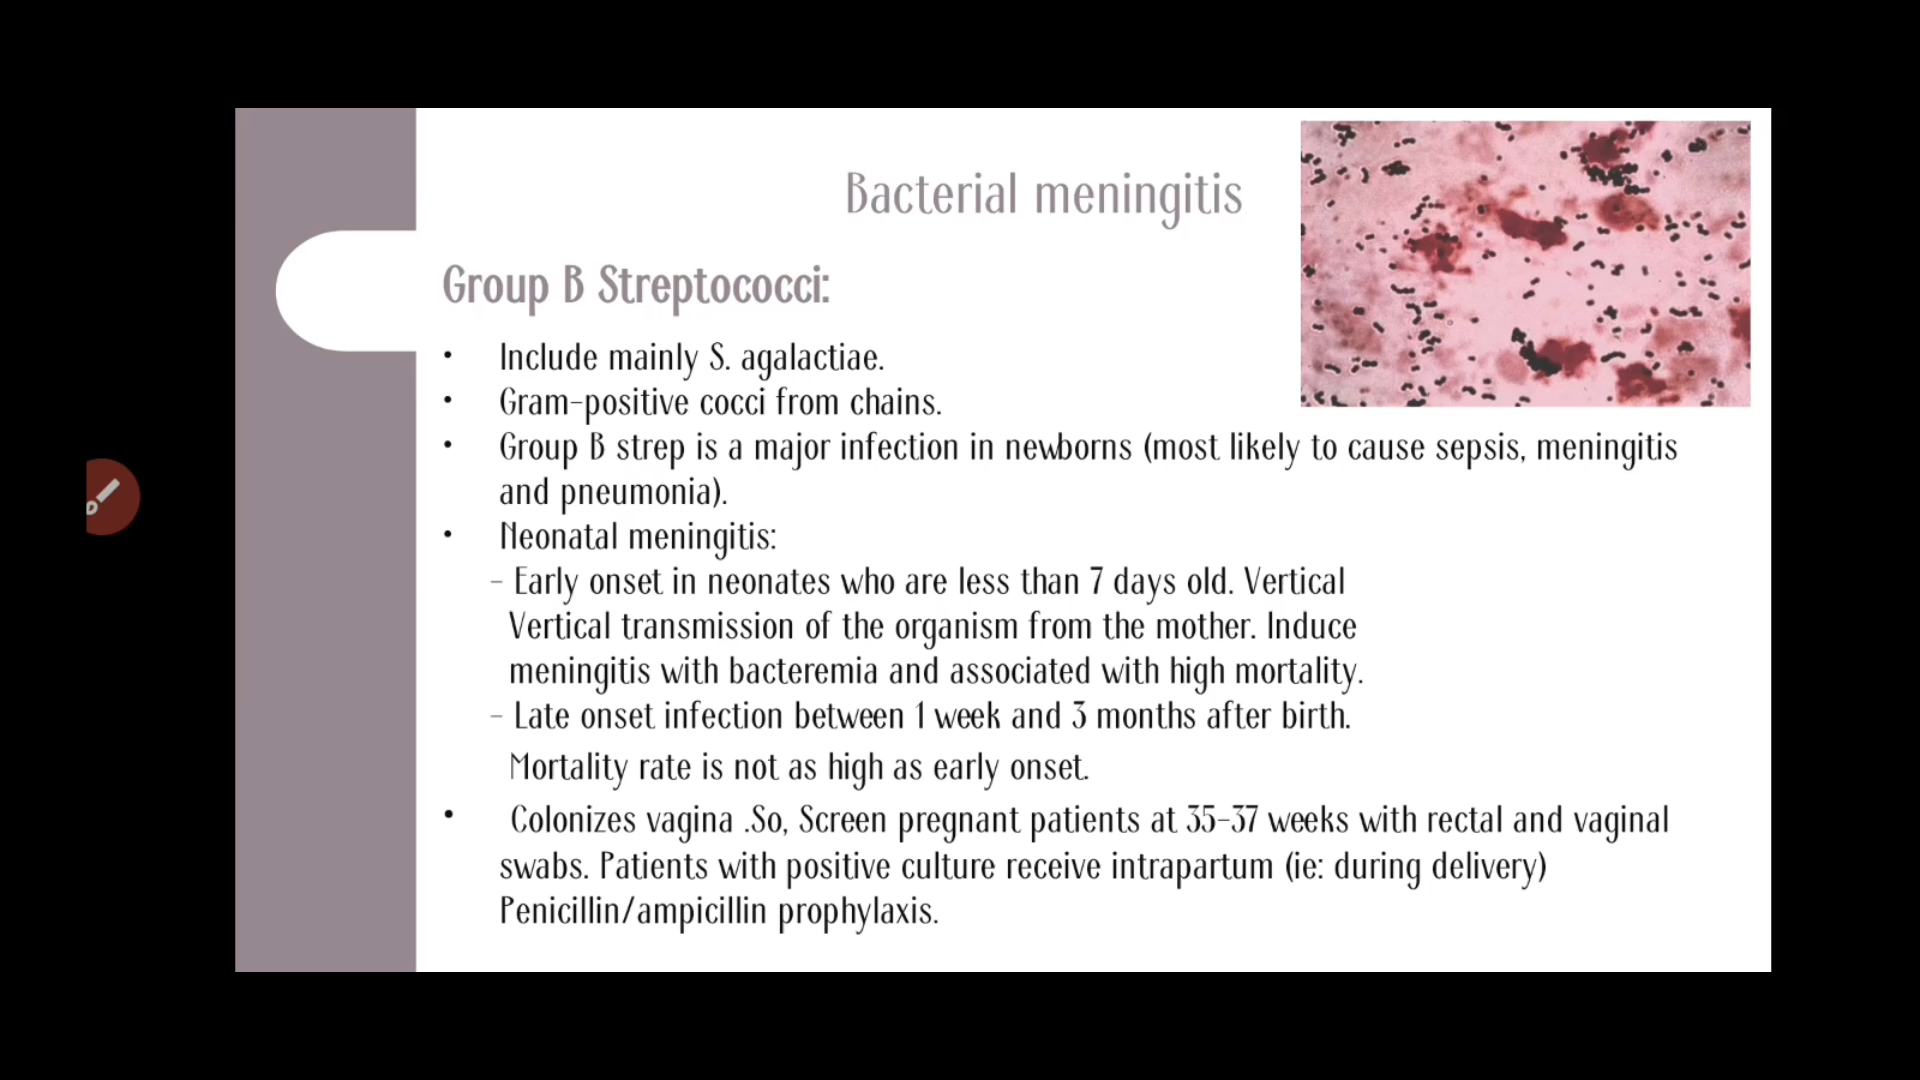 Bacterial meningitis
Group B Streptococci:
• Include mainly S. agalactiae.
• Gram-positive cocci from chains.
• Group B strep is a major infection in newborns (most likely to cause sepsis, meningitis
and pneumonia).
• Neonatal meningitis:
- Early onset in neonates who are less than 7 days old. Vertical
Vertical transmission of the organism from the mother. Induce
meningitis with bacteremia and associated with high mortality.
- Late onset infection between 1 week and 3 months after birth.
Mortality rate is not as high as early onset.
• Colonizes vagina .So, Screen pregnant patients at 35-37 weeks with rectal and vaginal
swabs. Patients with positive culture receive intrapartum (ie: during delivery)
Penicillin/ampicillin prophylaxis.